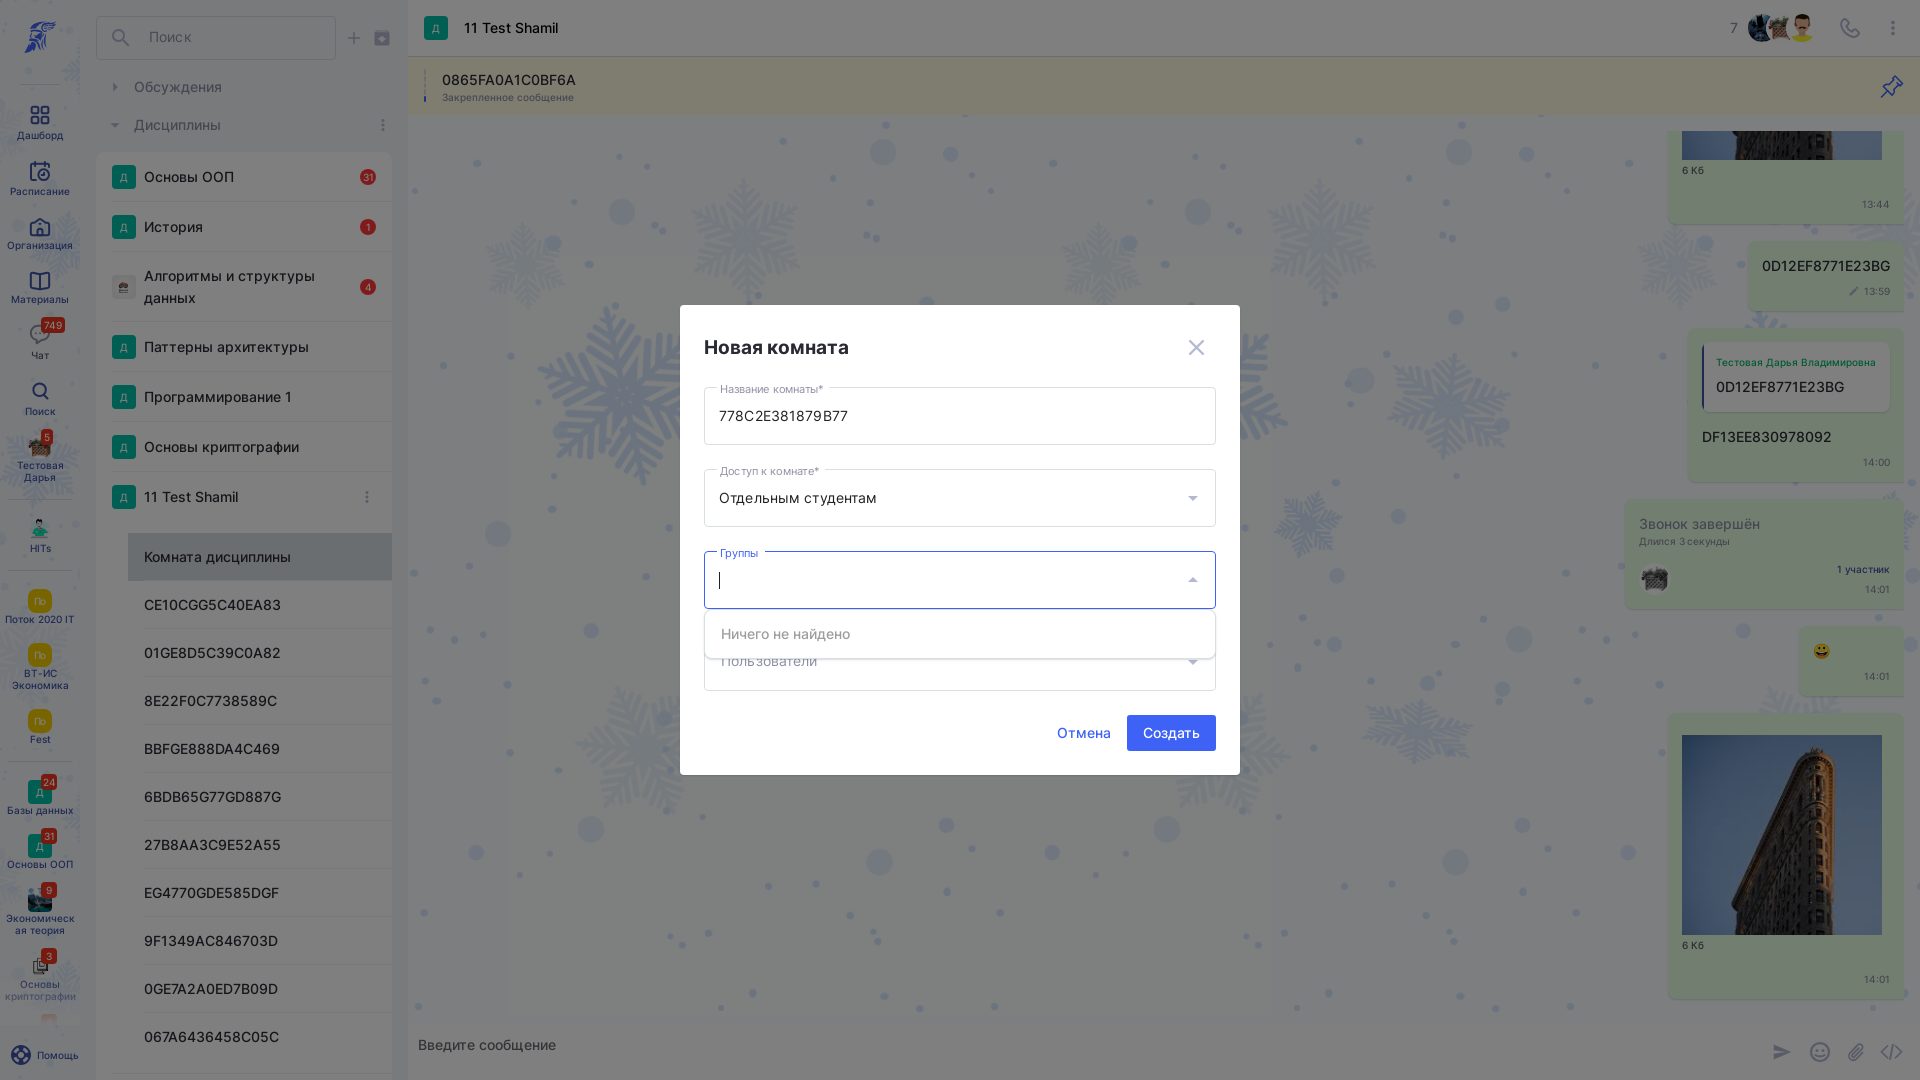 Дашборд
Расписание
Организация
Материалы
749
Чат
Поиск
5
Тестовая
Дарья
HITs
По
Поток 2020 IT
По
ВТ-ИС
Экономика
По
Fest
24
Д
Базы данных
31
Д
Основы ООП
9
Экономическ
ая теория
3
Основы
криптографии
Помощь
Поиск
Обсуждения
Дисциплины
Д
Основы ООП
31
Д
История
1
Алгоритмы и структуры
данных
4
Д
Паттерны архитектуры
Д
Программирование 1
Д
Основы криптографии
Д
11 Test Shamil
Комната дисциплины
CE10CGG5C40EA83
01GE8D5C39C0A82
8E22F0C7738589C
BBFGE888DA4C469
6BDB65G77GD887G
27B8AA3C9E52A55
EG4770GDE585DGF
9F1349AC846703D
0GE7A2A0ED7B09D
067A6436458C05C
Д
11 Test Shamil
7
0865FA0A1C0BF6A
Закрепленное сообщение
6 Кб
13:44
0D12EF8771E23BG
13:59
Тестовая Дарья Владимировна
0D12EF8771E23BG
DF13EE830978092
14:00
Звонок завершён
Длился 3 секунды
1 участник
14:01
14:01
6 Кб
14:01
Введите сообщение
Новая комната
Название комнаты*
778C2E381879B77
Доступ к комнате*
Отдельным студентам
Группы
Ничего не найдено
Пользователи
Отмена
Создать